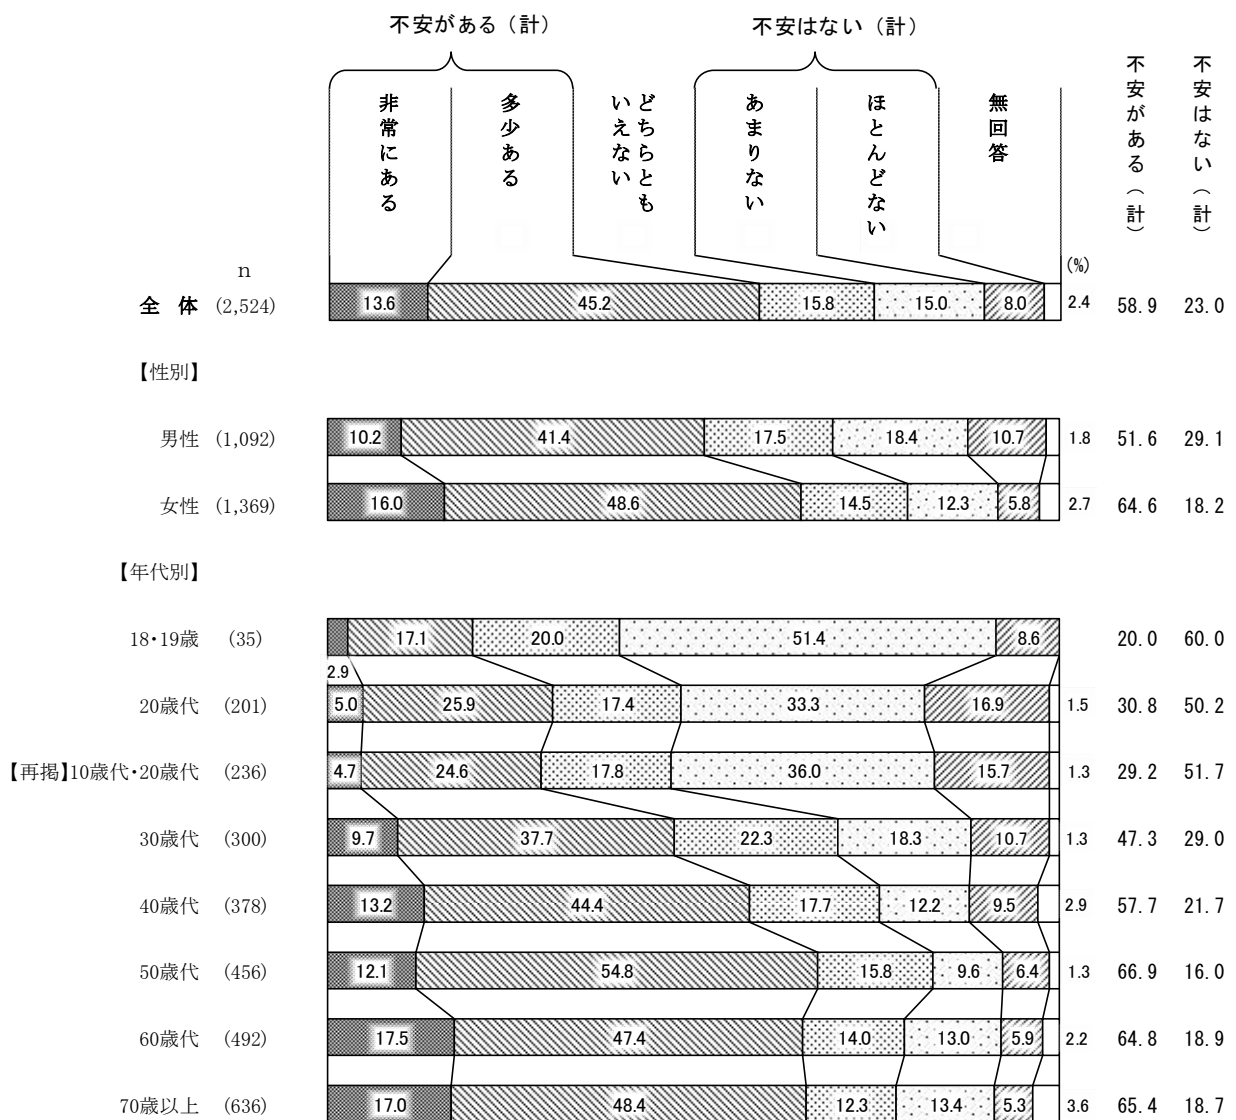 不安がある（計） 不安はない（計）
非常にある 多少ある どちらともいえない あまりない ほとんどない 無回答 不安がある（計） 不安はない（計）
n (%)
全 体 (2,524) 13.6 45.2 15.8 15.0 8.0 2.4 58.9 23.0
【性別】
男性 (1,092) 10.2 41.4 17.5 18.4 10.7 1.8 51.6 29.1
女性 (1,369) 16.0 48.6 14.5 12.3 5.8 2.7 64.6 18.2
【年代別】
18・19歳 (35) 17.1 20.0 51.4 8.6 20.0 60.0
2.9
20歳代 (201) 5.0 25.9 17.4 33.3 16.9 1.5 30.8 50.2
【再掲】10歳代・20歳代 (236) 4.7 24.6 17.8 36.0 15.7 1.3 29.2 51.7
30歳代 (300) 9.7 37.7 22.3 18.3 10.7 1.3 47.3 29.0
40歳代 (378) 13.2 44.4 17.7 12.2 9.5 2.9 57.7 21.7
50歳代 (456) 12.1 54.8 15.8 9.6 6.4 1.3 66.9 16.0
60歳代 (492) 17.5 47.4 14.0 13.0 5.9 2.2 64.8 18.9
70歳以上 (636) 17.0 48.4 12.3 13.4 5.3 3.6 65.4 18.7